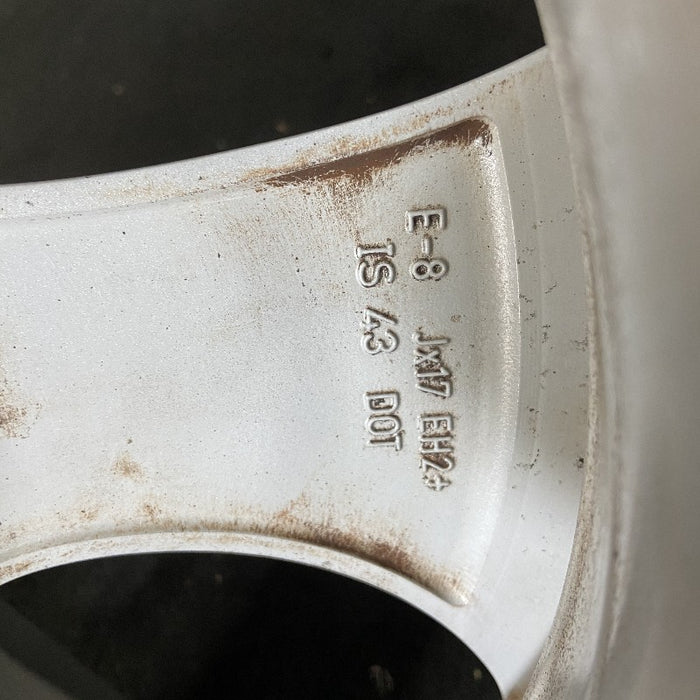 E-8 Jx17 EH2+
IS 43 DOT